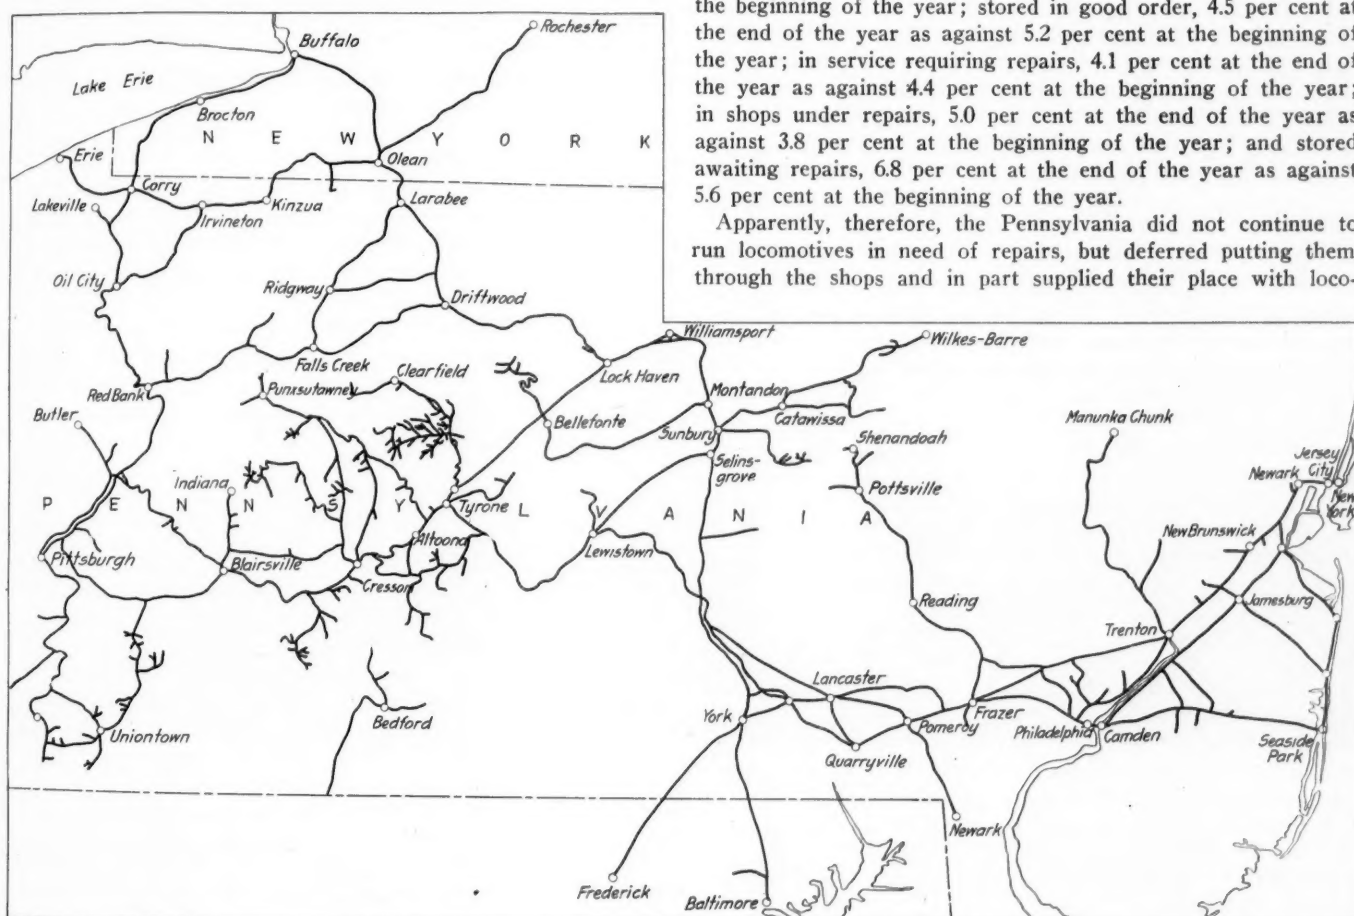 the beginning of the year; stored in good order, 4.5 per cent at
the end of the year as against 5.2 per cent at the beginning of
the year; in service requiring repairs, 4.1 per cent at the end of
the year as against 4.4 per cent at the beginning of the year;
in shops under repairs, 5.0 per cent at the end of the year as
against 3.8 per cent at the beginning of the year; and stored
awaiting repairs, 6.8 per cent at the end of the year as against
5.6 per cent at the beginning of the year.
Apparently, therefore, the Pennsylvania did not continue to
run locomotives in need of repairs, but deferred putting them
through the shops and in part supplied their place with loco-
Rochester
Buffalo
Lake Erie
Brocton
NEW YORK
Erie
Olean
Corry
Lakeville
Irvineton
Kinzua
Larabee
Oil City
Ridgway
Driftwood
Williamsport
Wilkes-Barre
Falls Creek
Lock Haven
Clearfield
Red Bank
Punxsutawney
Montandon
Butler
Bellefonte
Catawissa
Manunka Chunk
Sunbury
Shenandoah
Selins-
grove
Jersey
City
Newark
New
York
Indiana
Pottsville
PENNSYLVANIA
Tyrone
New Brunswick
Altoona
Lewistown
Pittsburgh
Blairsville
Cresson
Reading
Jamesburg
Trenton
Lancaster
Bedford
York
Frazer
Pomeroy
Philadelphia
Camden
Uniontown
Seaside
Park
Quarryville
Newark
Frederick
Baltimore